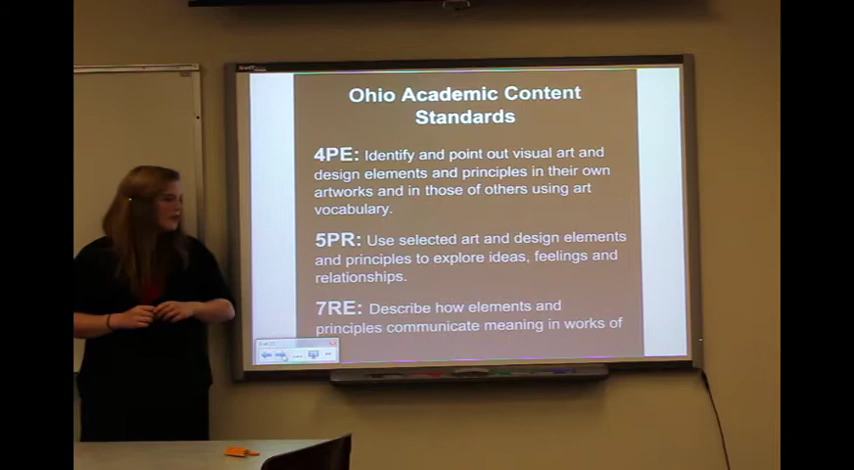 Ohio Academic Content
Standards
4PE: Identify and point out visual art and
design elements and principles in their own
artworks and in those of others using art
vocabulary.
5PR: Use selected art and design elements
and principles to explore ideas, feelings and
relationships.
7RE: Describe how elements and
principles communicate meaning in works of